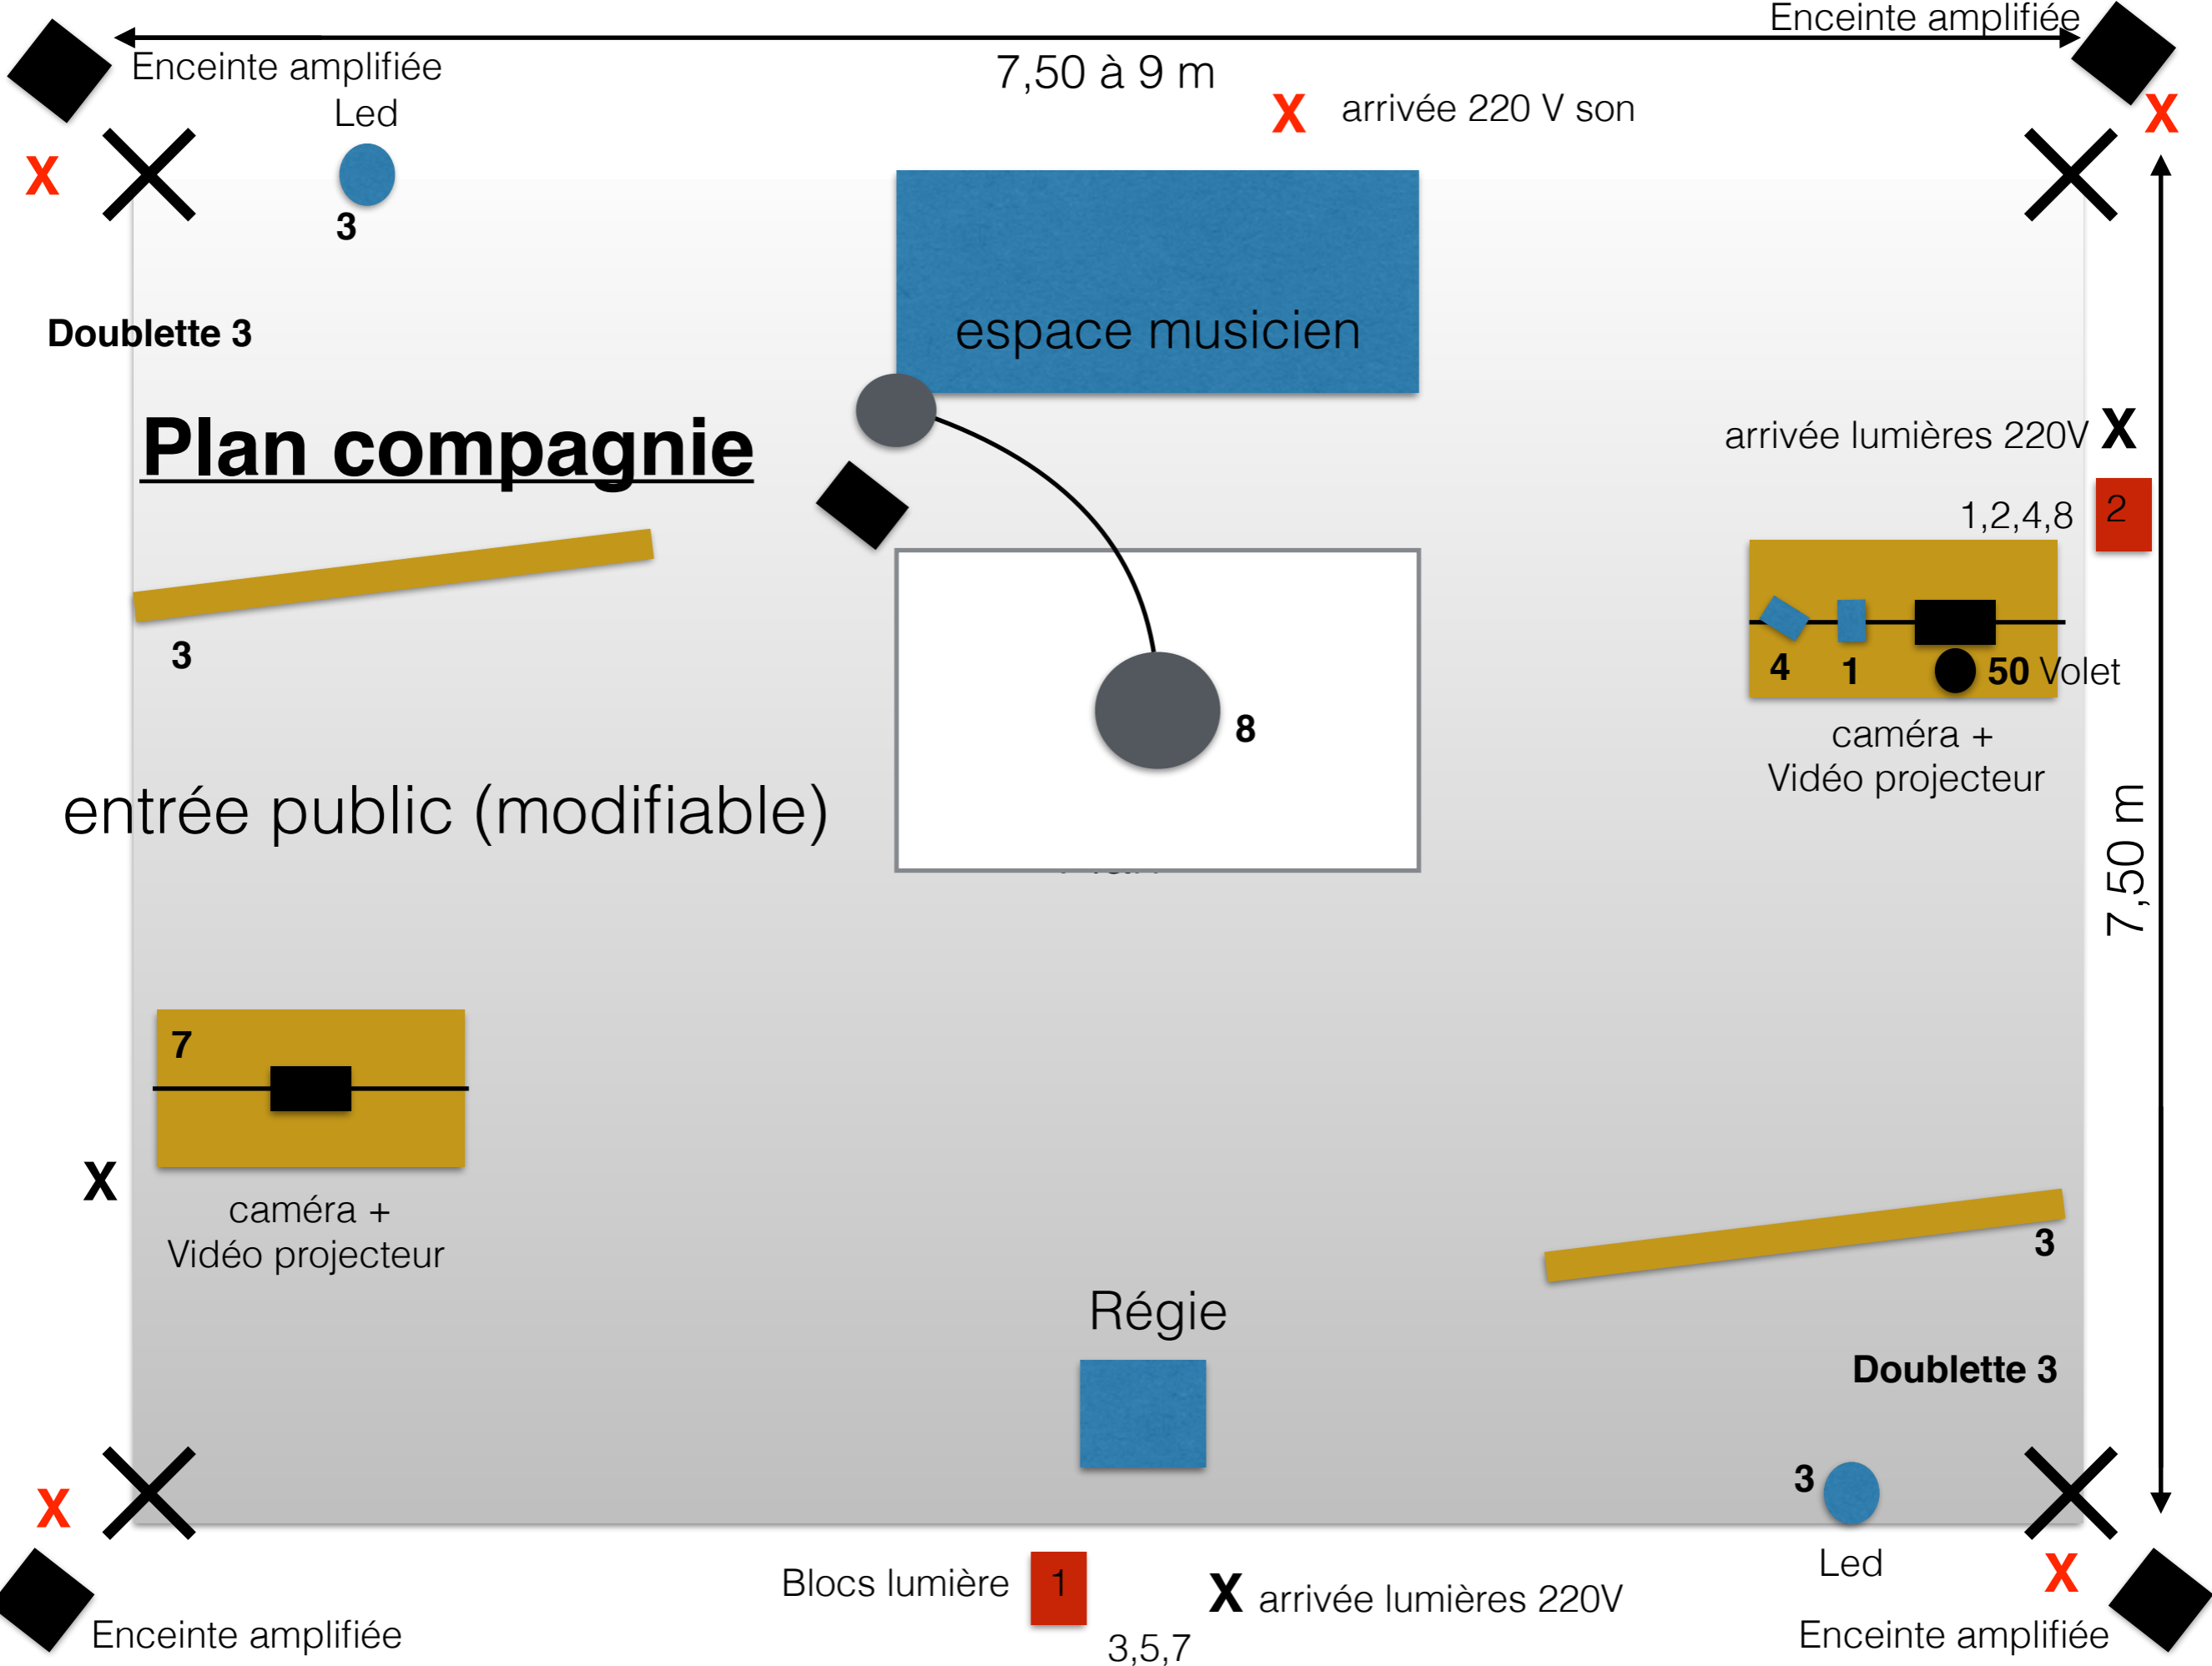 Enceinte amplifiée
Enceinte amplifiée
7,50 à 9 m
Led
X arrivée 220 V son
X
X
3
espace musicien
Doublette 3
Plan compagnie
arrivée lumières 220V X
1,2,4,8 2
3
4 1 50 Volet
8
caméra +
Vidéo projecteur
entrée public (modifiable)
7,50 m
7
X
caméra +
Vidéo projecteur
3
Régie
Doublette 3
3
X
Led
X
Blocs lumière 1
X arrivée lumières 220V
3,5,7
Enceinte amplifiée
Enceinte amplifiée